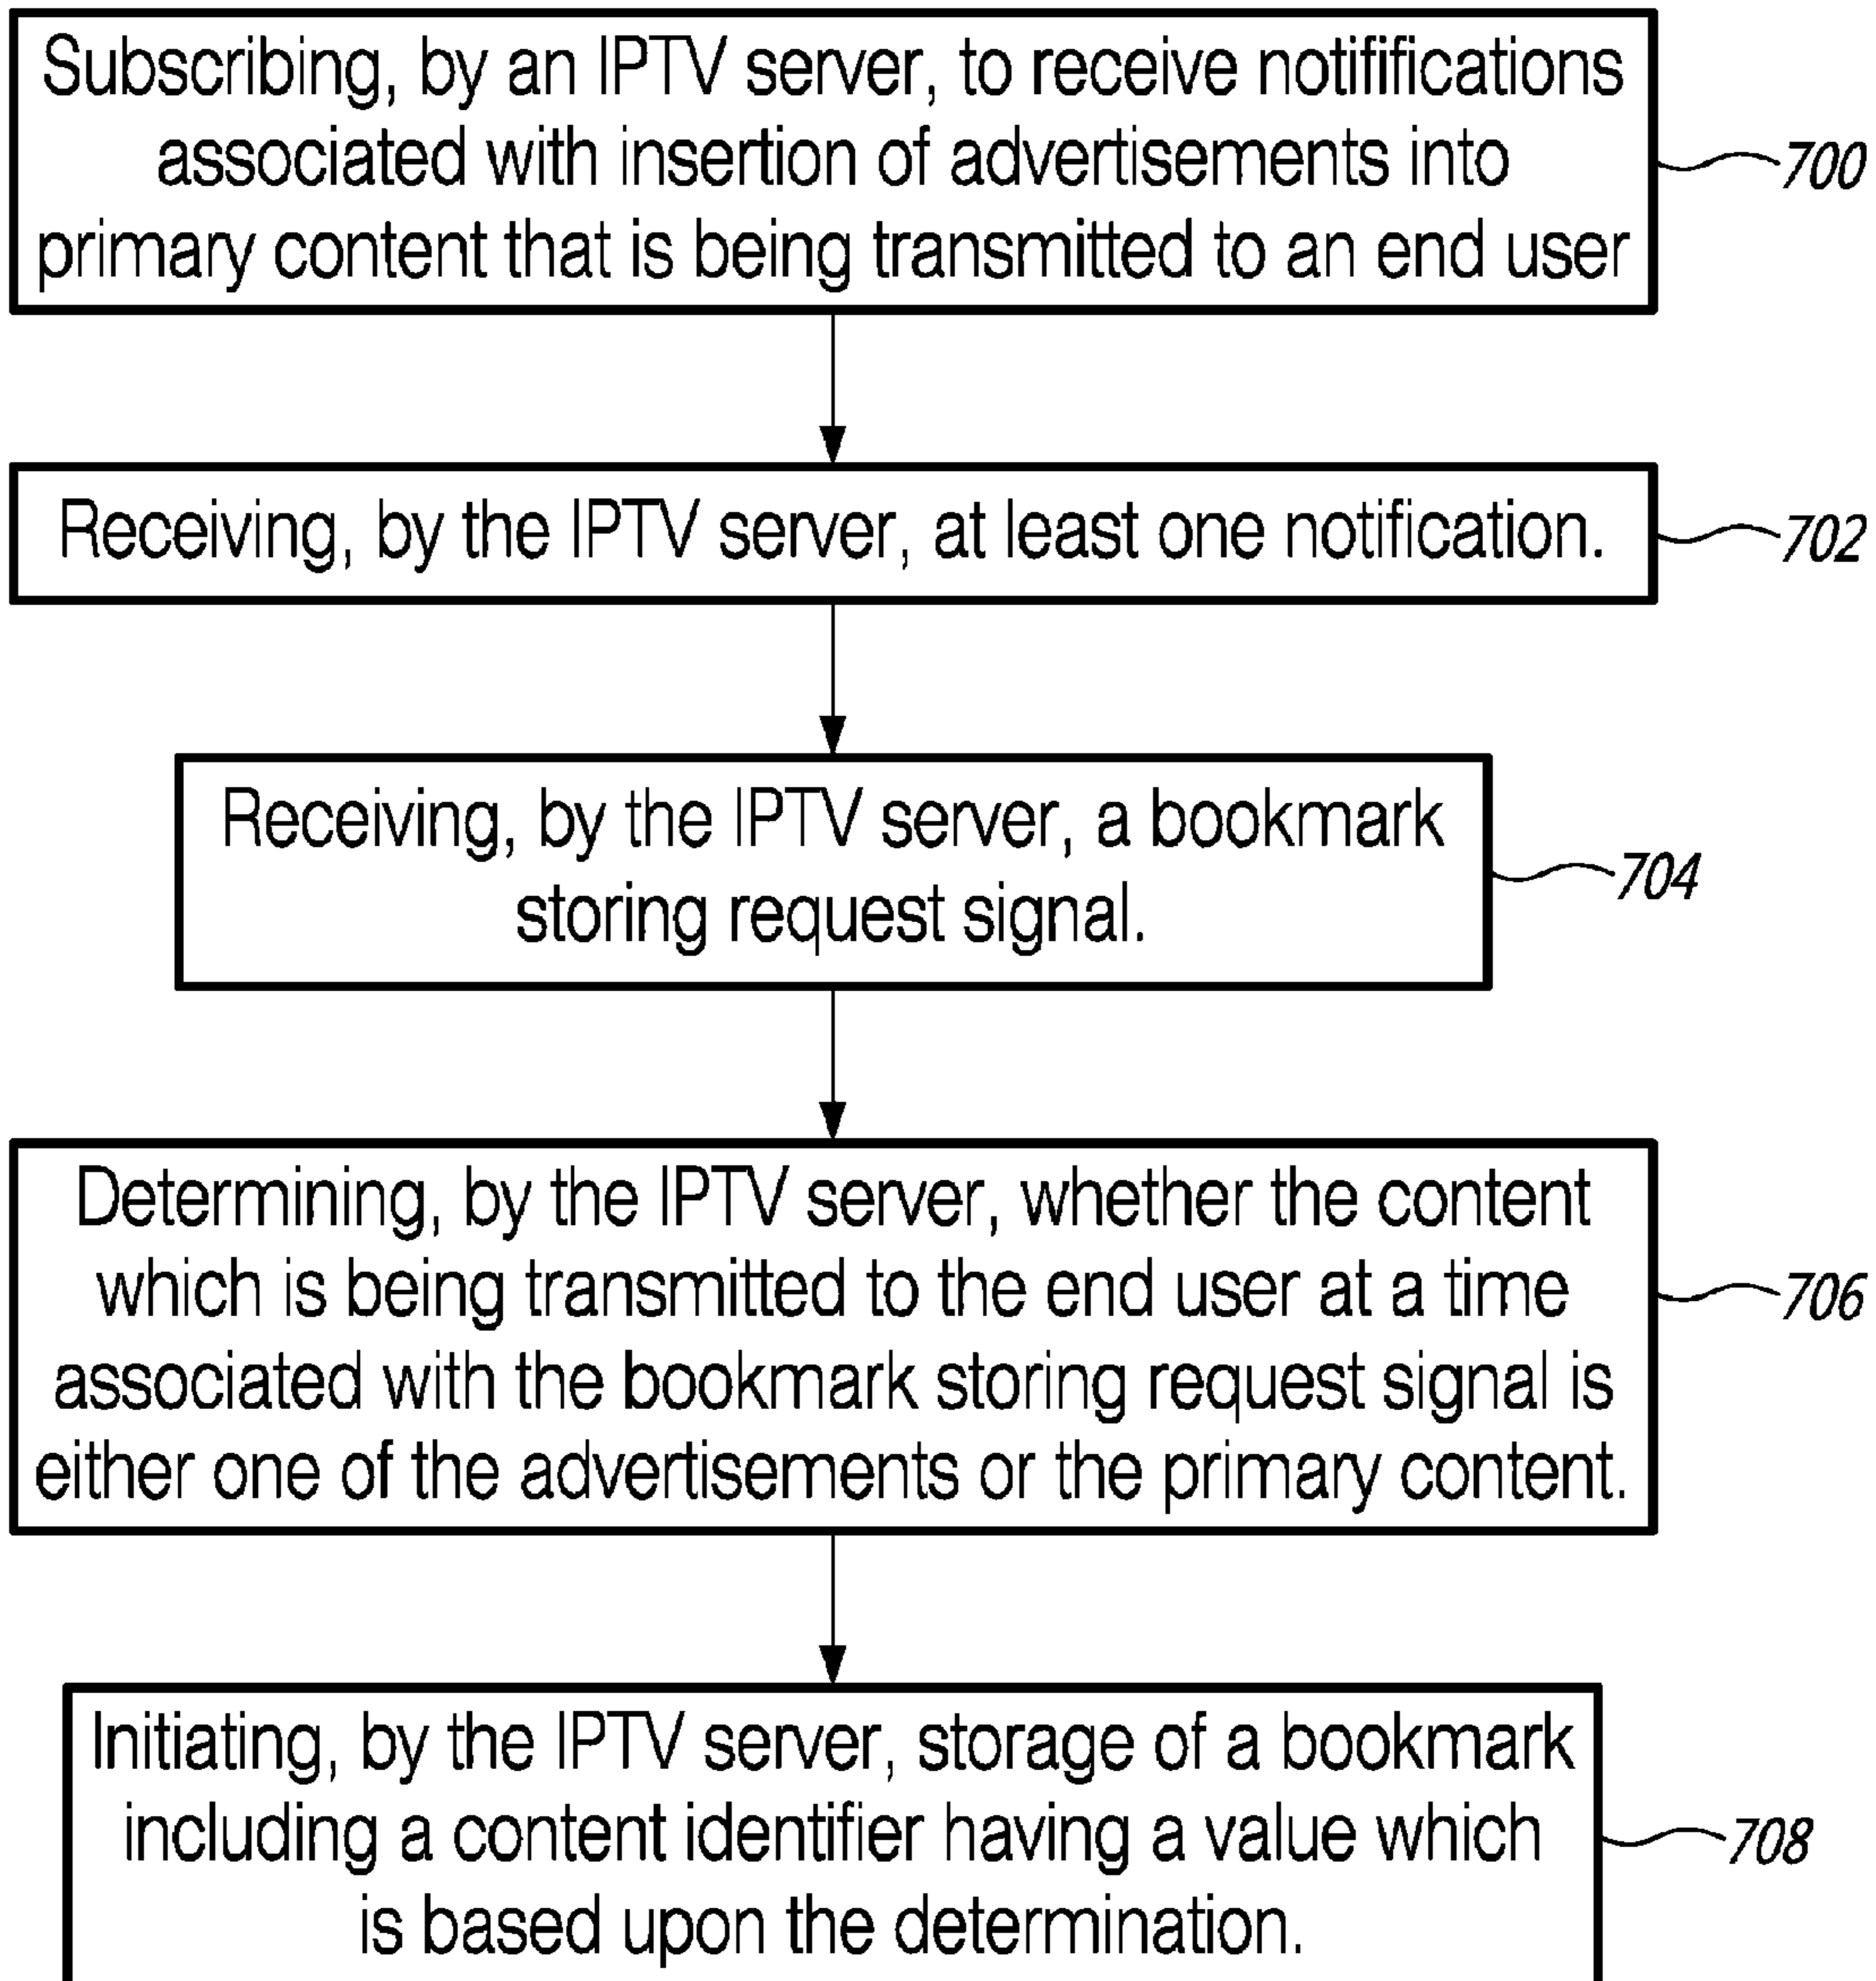 Subscribing, by an IPTV server, to receive notifififications
associated with insertion of advertisements into
primary content that is being transmitted to an end user
700
Receiving, by the IPTV server, at least one notification.
702
Receiving, by the IPTV server, a bookmark
storing request signal.
704
Determining, by the IPTV server, whether the content
which is being transmitted to the end user at a time
associated with the bookmark storing request signal is
either one of the advertisements or the primary content.
706
Initiating, by the IPTV server, storage of a bookmark
including a content identifier having a value which
is based upon the determination.
708